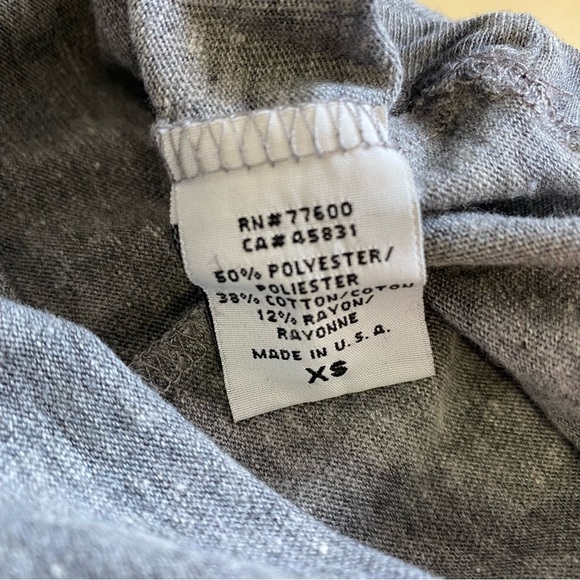 RN#77600
CA#45831
50% POLYESTER/
POLIESTER
38% COTTON/COTON
12% RAYON/
RAYONNE
MADE IN U.S.A.
XS